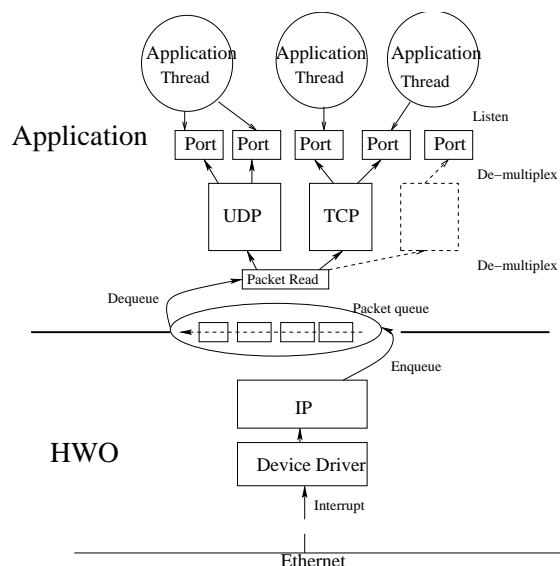 Application
Thread
Application
Thread
Application
Thread
Listen
Application
Port
Port
Port
Port
Port
De-multiplex
UDP
TCP
De-multiplex
Packet Read
Dequeue
Packet queue
Enqueue
IP
HWO
Device Driver
Interrupt
Ethernet